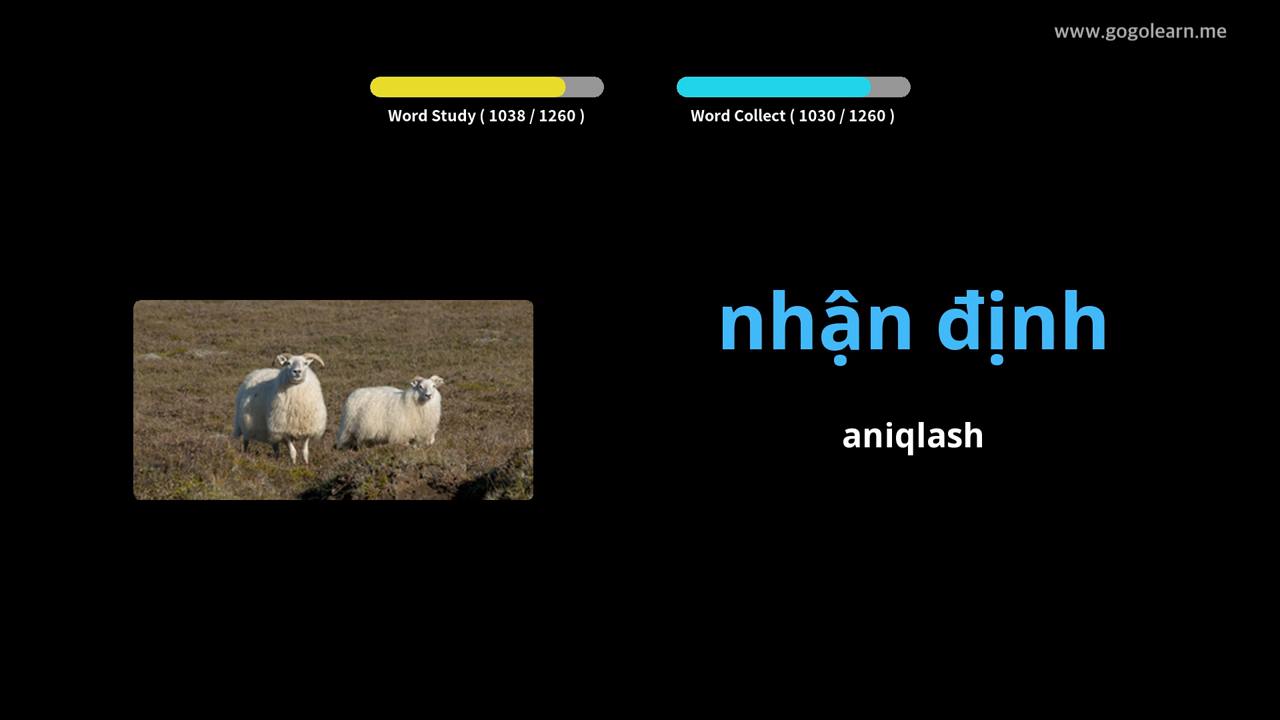 www.gogolearn.me
Word Study ( 1038 / 1260 )
Word Collect ( 1030 / 1260 )
nhận định
aniqlash